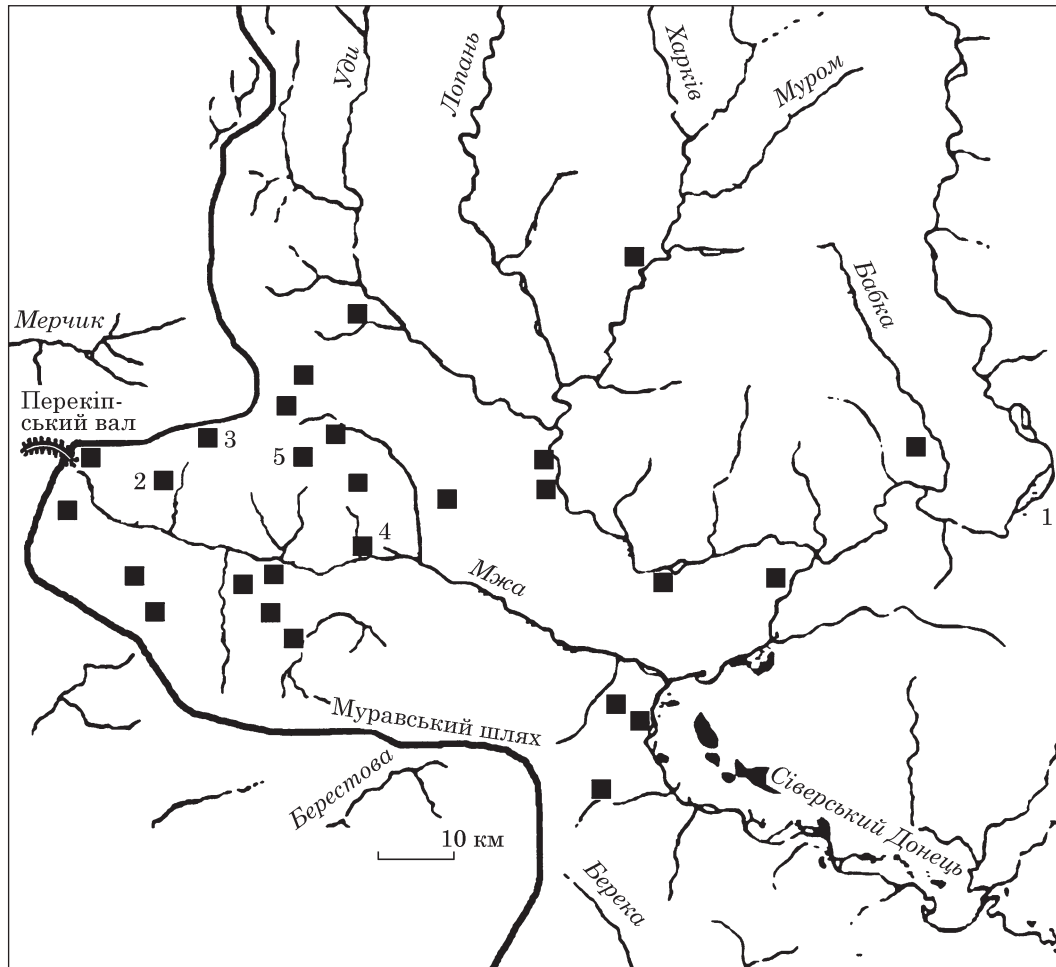 Уди
Лопань
Харків
Муром
Бабка
Мерчик
Перекіп-
ський вал
3
5
2
1
4
Мжа
Муравський шлях
Берестова
Сіверський Донець
10 км
Берека